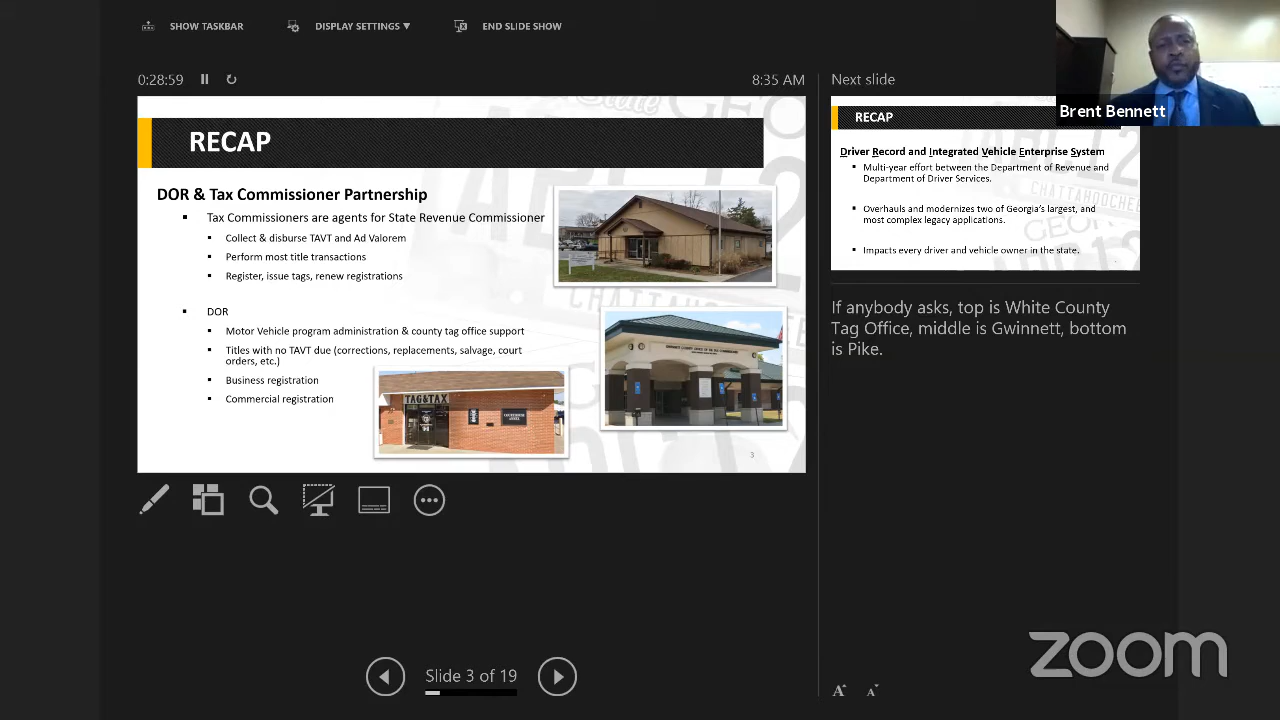 SHOW TASKBAR
DISPLAY SETTINGS ▼
END SLIDE SHOW
0:28:59
8:35 AM
RECAP
DOR & Tax Commissioner Partnership
▪ Tax Commissioners are agents for State Revenue Commissioner
▪ Collect & disburse TAVT and Ad Valorem
▪ Perform most title transactions
▪ Register, issue tags, renew registrations
▪ DOR
▪ Motor Vehicle program administration & county tag office support
▪ Titles with no TAVT due (corrections, replacements, salvage, court
orders, etc.)
▪ Business registration
▪ Commercial registration
TAG&TAX
3
Slide 3 of 19
Next slide
RECAP
Driver Record and Integrated Vehicle Enterprise System
▪ Multi-year effort between the Department of Revenue and
Department of Driver Services.
▪ Overhauls and modernizes two of Georgia's largest, and
most complex legacy applications.
▪ Impacts every driver and vehicle owner in the state.
If anybody asks, top is White County
Tag Office, middle is Gwinnett, bottom
is Pike.
A A
Brent Bennett
zoom